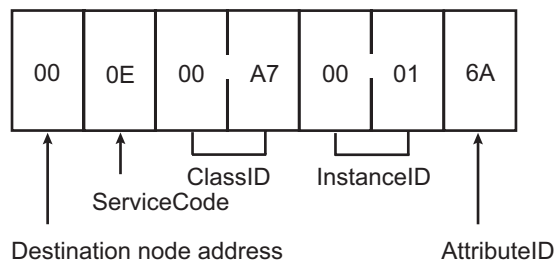 00 0E 00 A7 00 01 6A
ClassID InstanceID
ServiceCode
Destination node address AttributeID